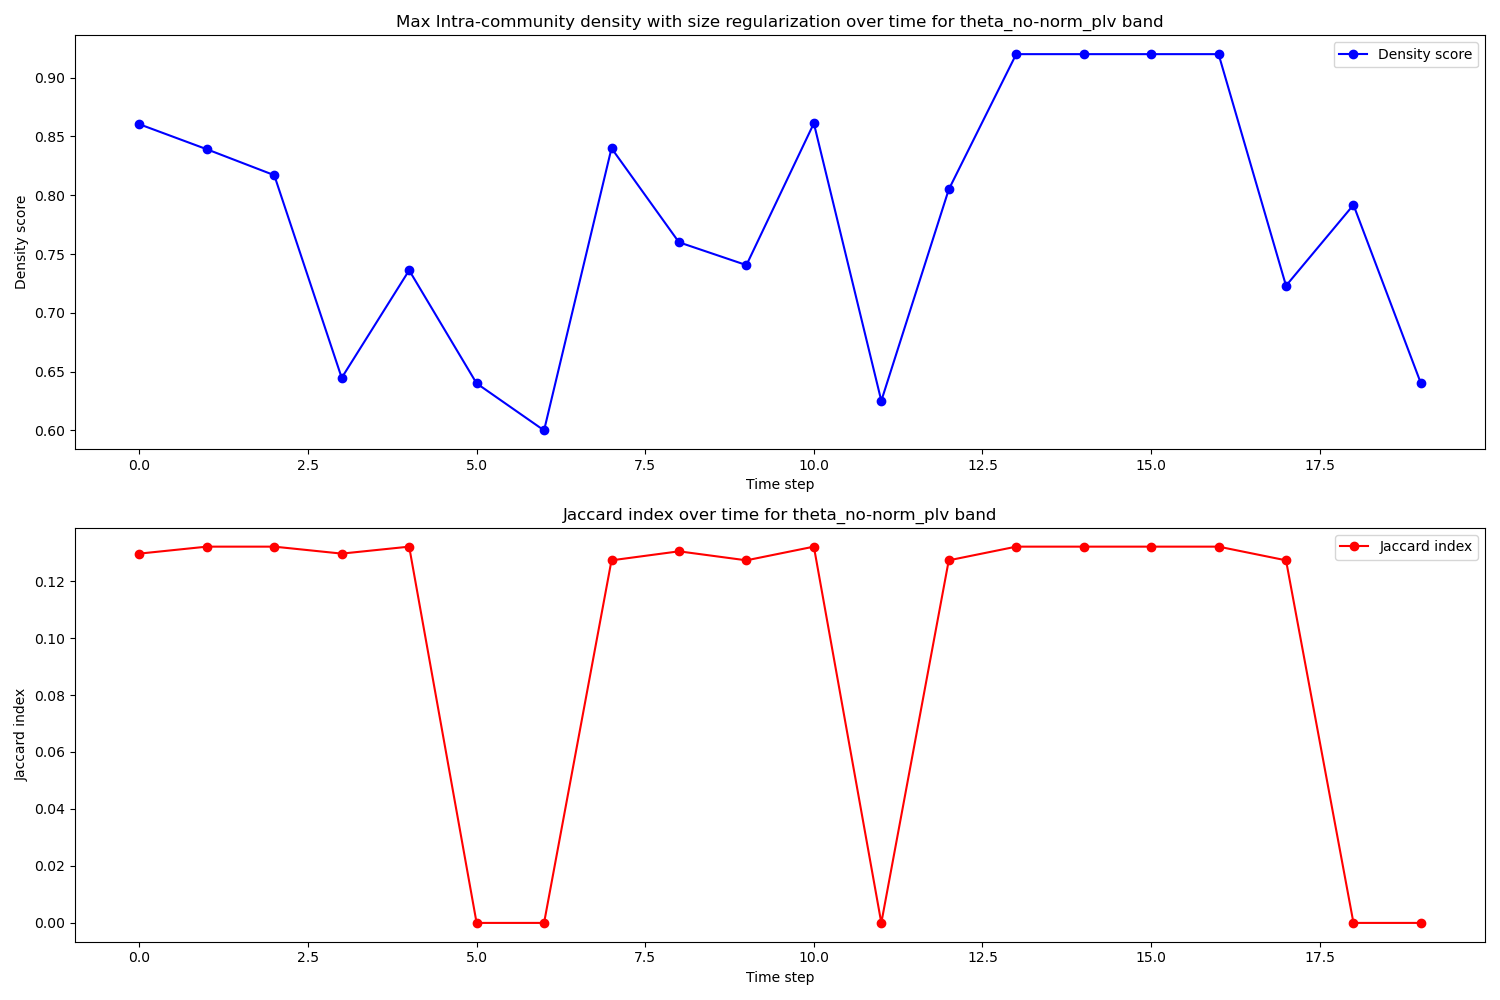 Max Intra-community density with size regularization over time for theta_no-norm_plv band
Density score
0.90
0.85
0.80
0.75
0.70
0.65
0.60
Density score
0.0 2.5 5.0 7.5 10.0 12.5 15.0 17.5
Time step
Jaccard index over time for theta_no-norm_plv band
Jaccard index
0.12
0.10
0.08
0.06
0.04
0.02
0.00
Jaccard index
0.0 2.5 5.0 7.5 10.0 12.5 15.0 17.5
Time step